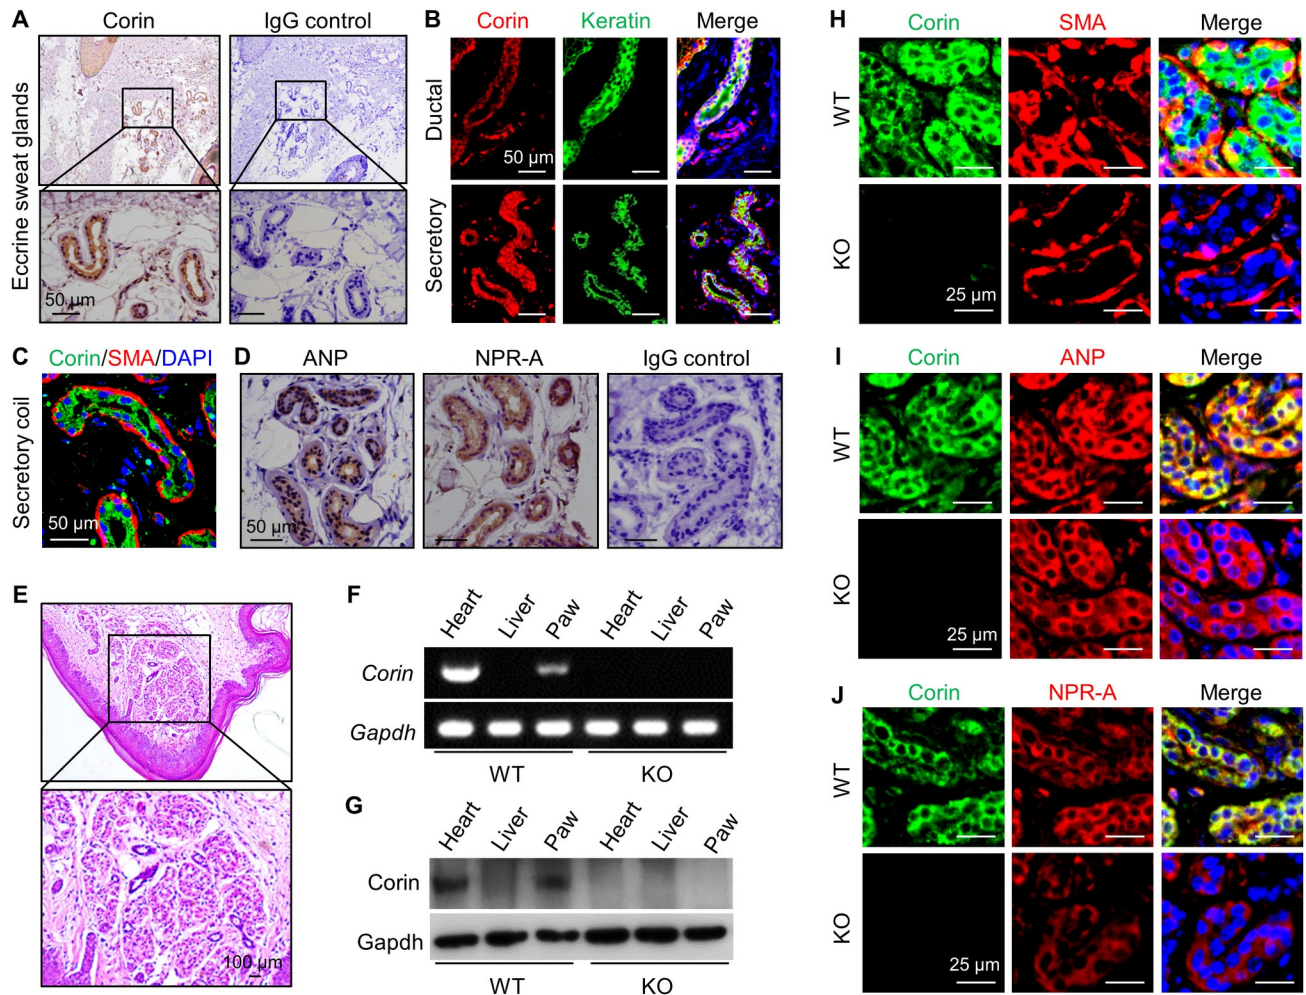 A
Corin
IgG control
Eccrine sweat glands
50 μm
B
Corin
Keratin
Merge
Ductal
50 μm
Secretory
C
Corin/SMA/DAPI
Secretory coil
50 μm
D
ANP
NPR-A
IgG control
50 μm
E
100 μm
F
Heart
Liver
Paw
Heart
Liver
Paw
Corin
Gapdh
WT
KO
G
Heart
Liver
Paw
Heart
Liver
Paw
Corin
Gapdh
WT
KO
H
Corin
SMA
Merge
WT
KO
25 μm
I
Corin
ANP
Merge
WT
KO
25 μm
J
Corin
NPR-A
Merge
WT
KO
25 μm